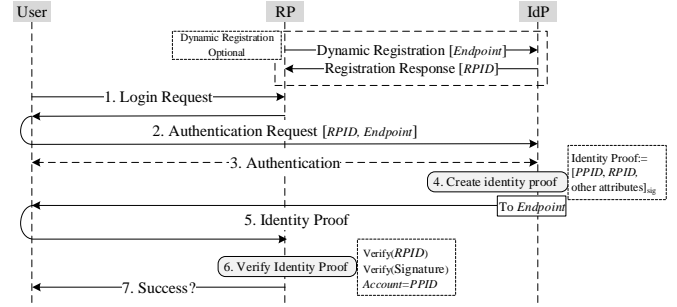 User RP IdP
Dynamic Registration
Optional
Dynamic Registration [Endpoint]
Registration Response [RPID]
1. Login Request
2. Authentication Request [RPID, Endpoint]
3. Authentication
Identity Proof:=
[PPID, RPID,
other attributes]sig
4. Create identity proof
To Endpoint
5. Identity Proof
6. Verify Identity Proof
Verify(RPID)
Verify(Signature)
Account=PPID
7. Success?